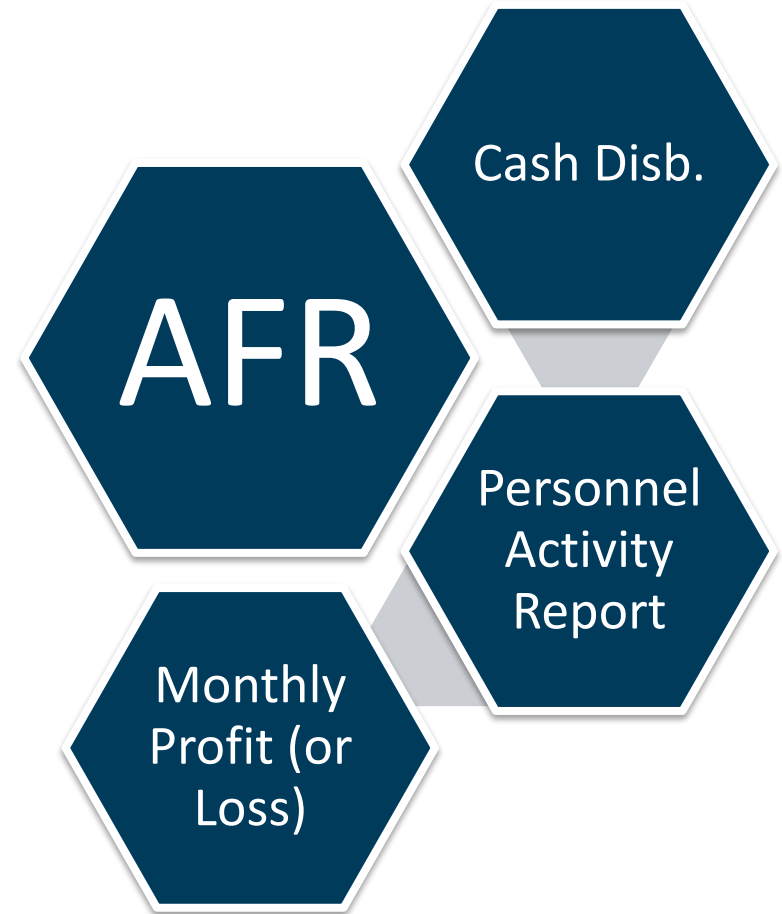 Cash Disb.
AFR
Personnel
Activity
Report
Monthly
Profit (or
Loss)